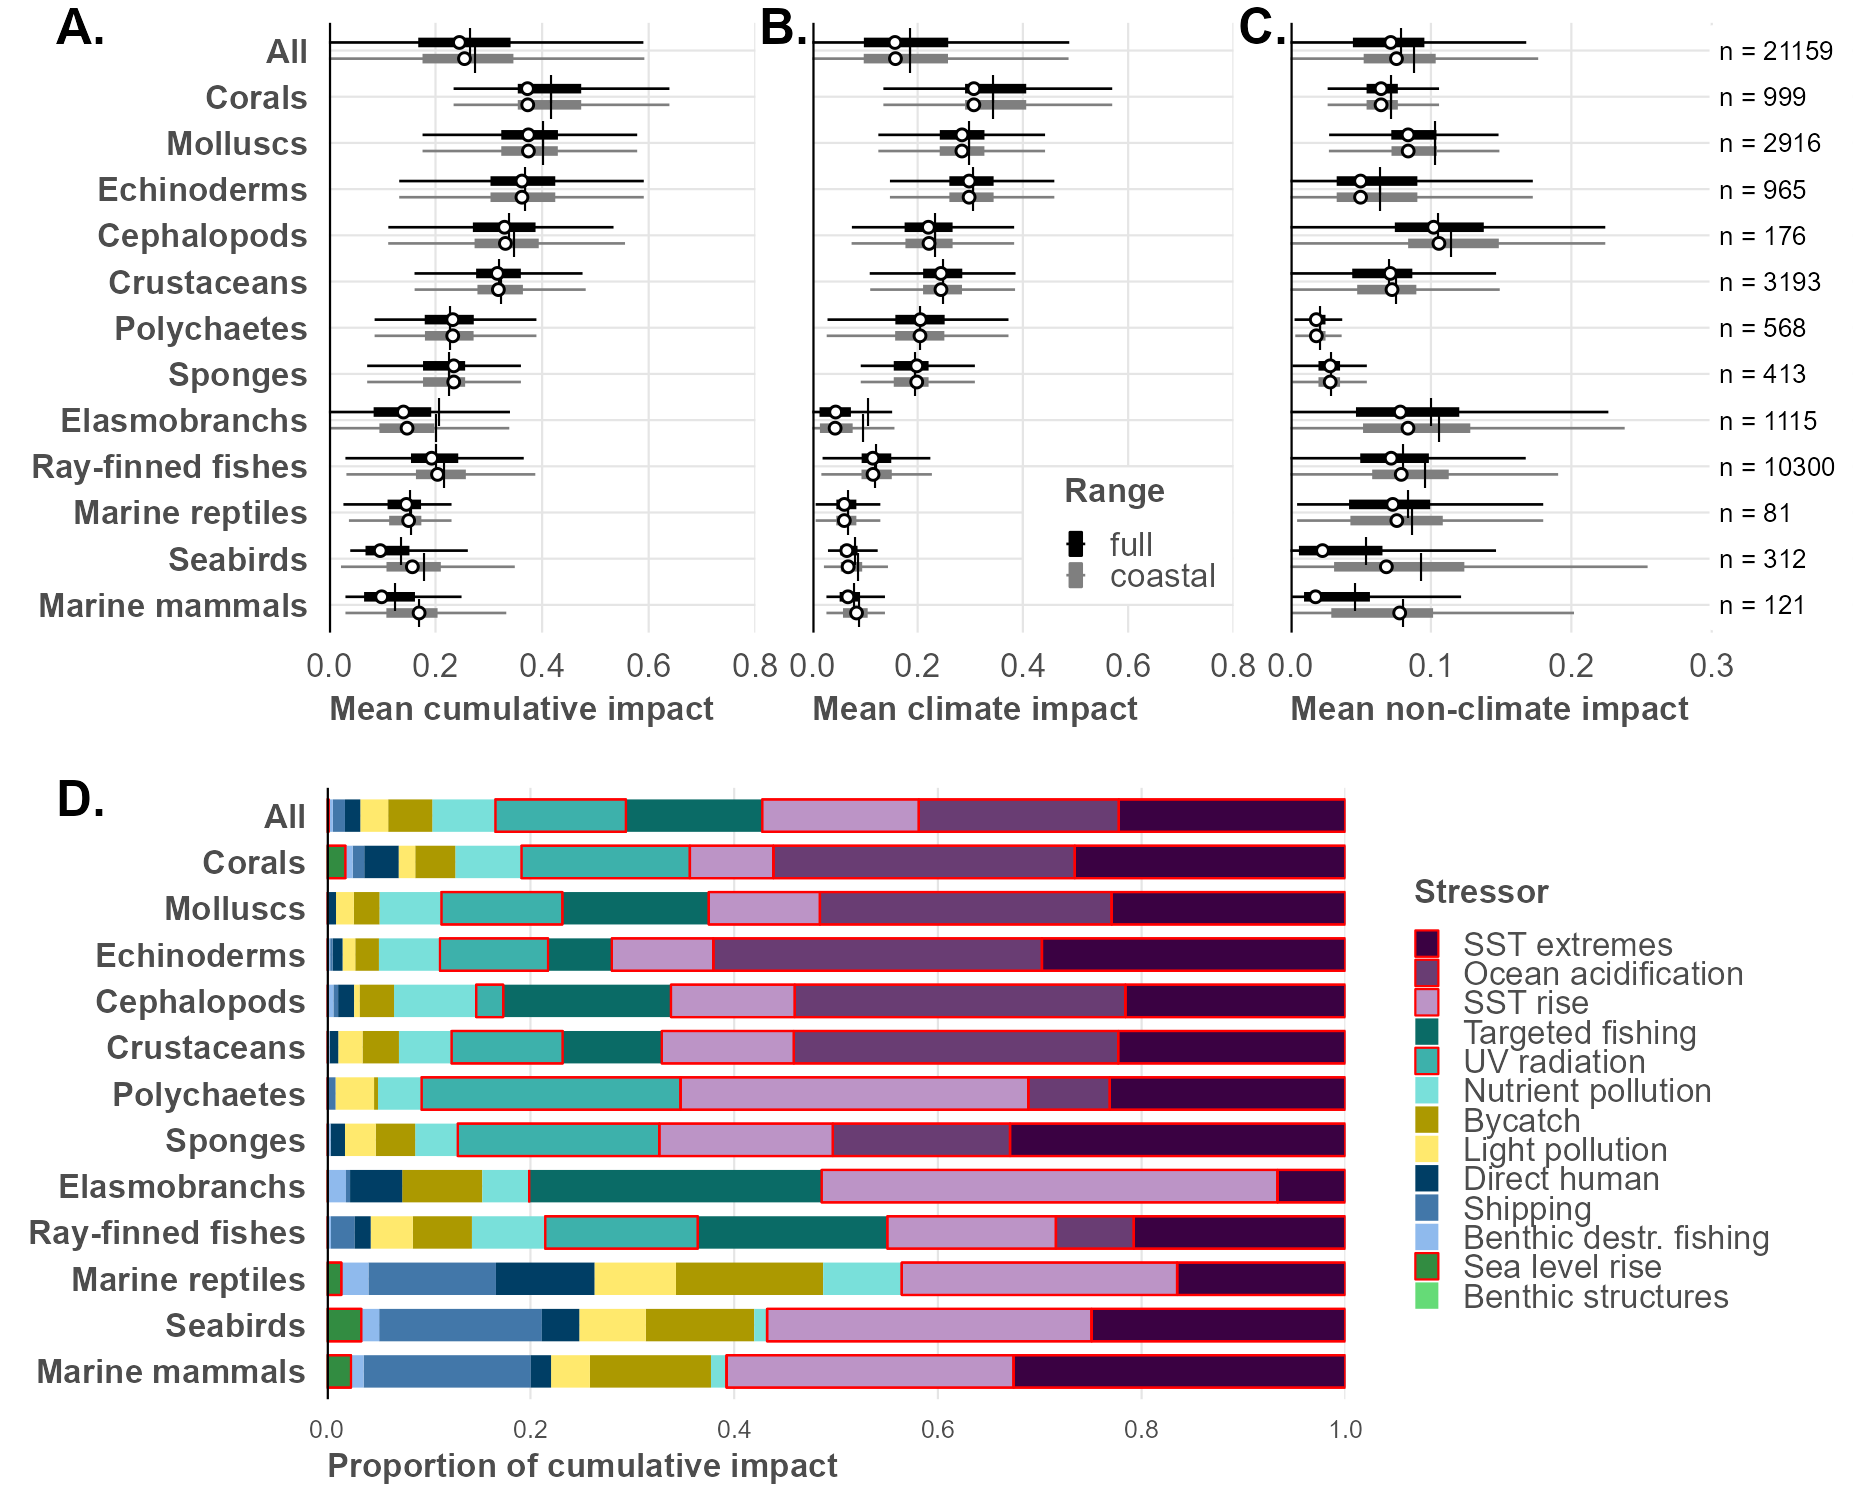 A.
B.
C.
All
Corals
Molluscs
Echinoderms
Cephalopods
Crustaceans
Polychaetes
Sponges
Elasmobranchs
Ray-finned fishes
Marine reptiles
Seabirds
Marine mammals
n = 21159
n = 999
n = 2916
n = 965
n = 176
n = 3193
n = 568
n = 413
n = 1115
n = 10300
n = 81
n = 312
n = 121
Range
full
coastal
0.0 0.2 0.4 0.6 0.8
0.0 0.2 0.4 0.6 0.8
0.0 0.1 0.2 0.3
Mean cumulative impact
Mean climate impact
Mean non-climate impact
D.
All
Corals
Molluscs
Echinoderms
Cephalopods
Crustaceans
Polychaetes
Sponges
Elasmobranchs
Ray-finned fishes
Marine reptiles
Seabirds
Marine mammals
0.0 0.2 0.4 0.6 0.8 1.0
Proportion of cumulative impact
Stressor
SST extremes
Ocean acidification
SST rise
Targeted fishing
UV radiation
Nutrient pollution
Bycatch
Light pollution
Direct human
Shipping
Benthic destr. fishing
Sea level rise
Benthic structures